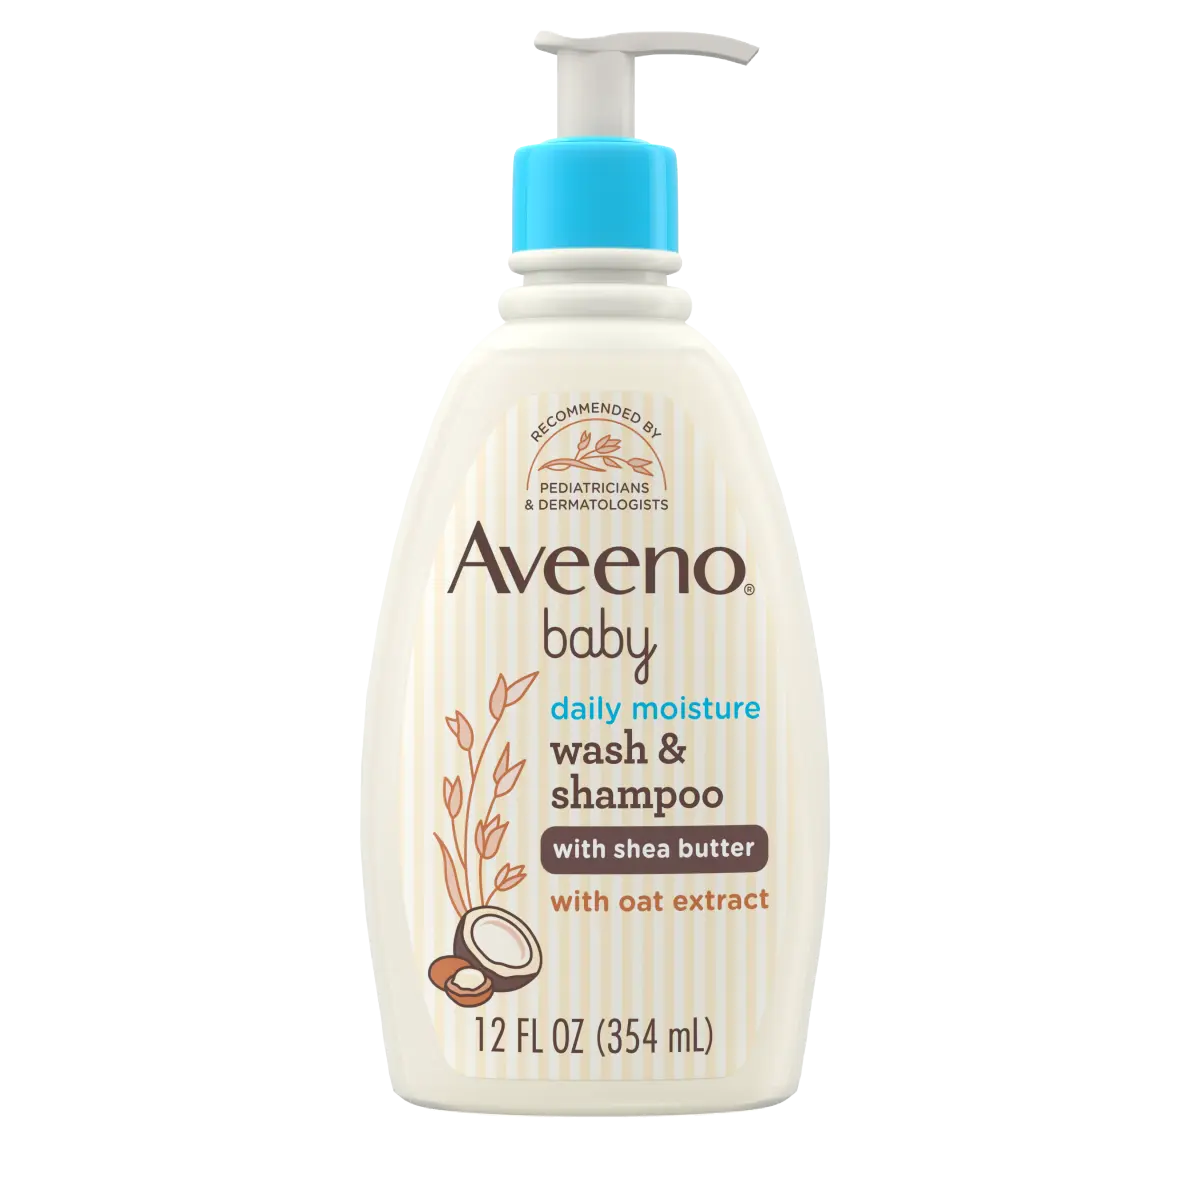 RECOMMENDED BY
PEDIATRICIANS
& DERMATOLOGISTS
Aveeno®
baby
daily moisture
wash &
shampoo
with shea butter
with oat extract
12 FL OZ (354 mL)